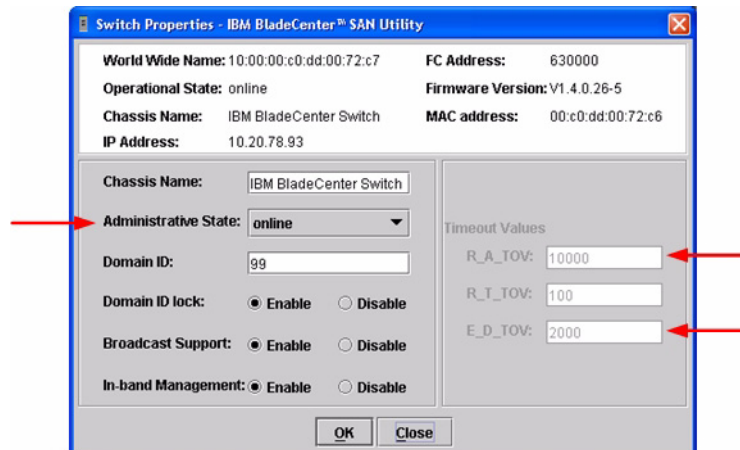 Switch Properties - IBM BladeCenter™ SAN Utility
World Wide Name: 10:00:00:c0:dd:00:72:c7
FC Address: 630000
Operational State: online
Firmware Version: V1.4.0.26-5
Chassis Name: IBM BladeCenter Switch
MAC address: 00:c0:dd:00:72:c6
IP Address: 10.20.78.93
Chassis Name: IBM BladeCenter Switch
Administrative State: online
Domain ID: 99
Domain ID lock: Enable Disable
Broadcast Support: Enable Disable
In-band Management: Enable Disable
Timeout Values
R_A_TOV: 10000
R_T_TOV: 100
E_D_TOV: 2000
OK Close